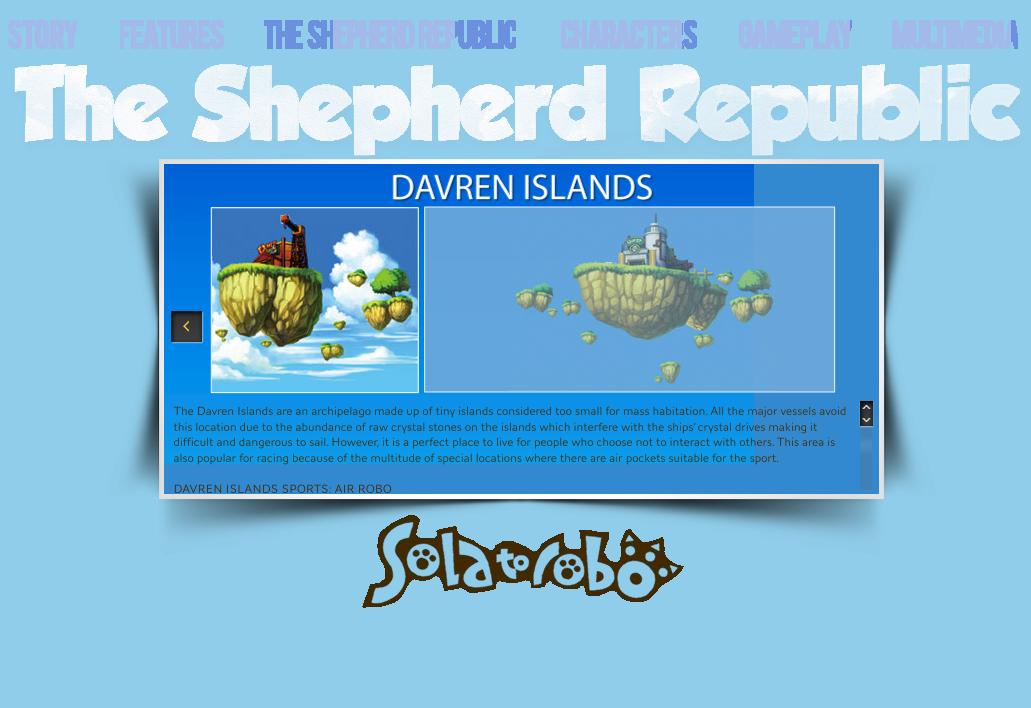 STORY FEATURES THE SHEPHERD REPUBLIC CHARACTERS GAMEPLAY MULTIMEDIA
The Shepherd Republic
DAVREN ISLANDS
The Davren Islands are an archipelago made up of tiny islands considered too small for mass habitation. All the major vessels avoid
this location due to the abundance of raw crystal stones on the islands which interfere with the ships' crystal drives making it
difficult and dangerous to sail. However, it is a perfect place to live for people who choose not to interact with others. This area is
also popular for racing because of the multitude of special locations where there are air pockets suitable for the sport.
DAVREN ISLANDS SPORTS: AIR ROBO
Solatorobo